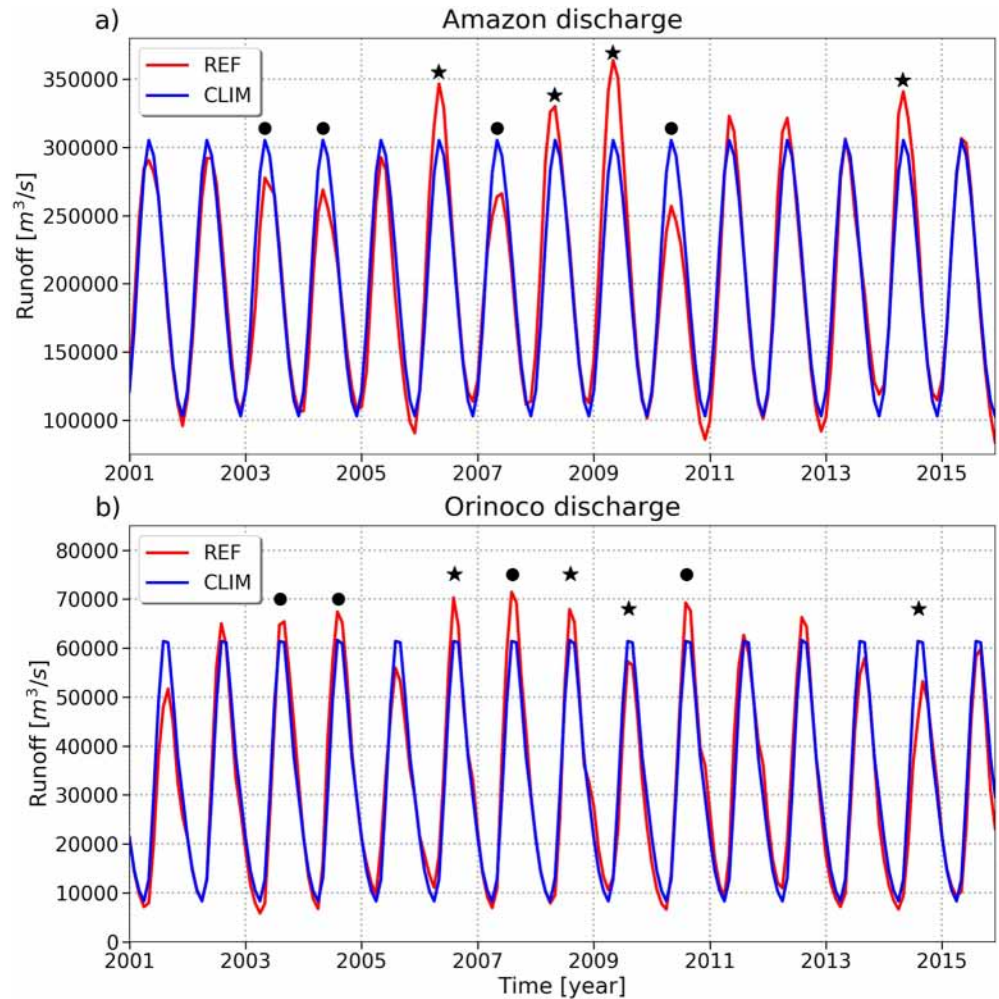 a) Amazon discharge
REF
CLIM
Runoff [m³/s]
350000
300000
250000
200000
150000
100000
2001 2003 2005 2007 2009 2011 2013 2015
b) Orinoco discharge
REF
CLIM
Runoff [m³/s]
80000
70000
60000
50000
40000
30000
20000
10000
0
2001 2003 2005 2007 2009 2011 2013 2015
Time [year]